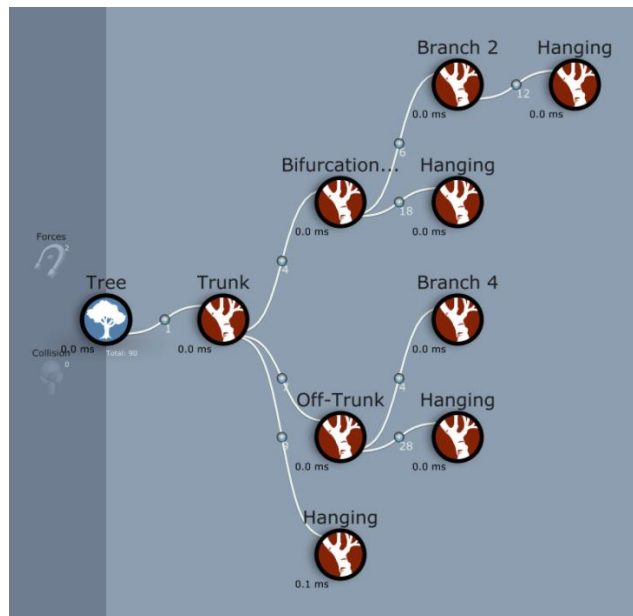 Branch 2
Hanging
12
0.0 ms
0.0 ms
6
Bifurcation...
Hanging
18
0.0 ms
0.0 ms
Forces
2
4
Tree
Trunk
Branch 4
1
0.0 ms
Total: 90
0.0 ms
0.0 ms
Collision
0
4
Off-Trunk
Hanging
28
0.0 ms
0.0 ms
Hanging
0.1 ms